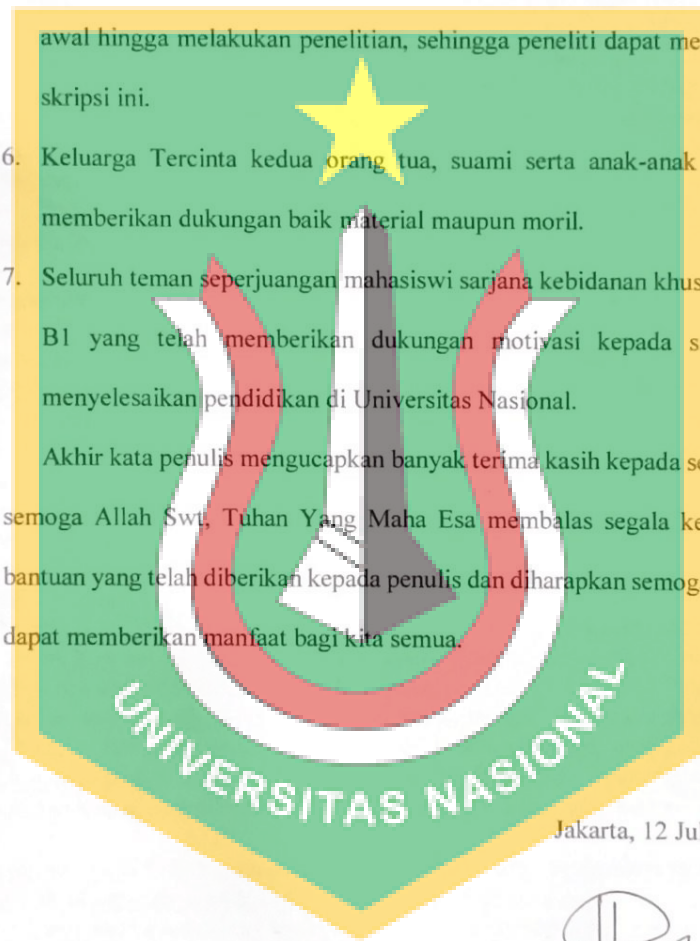 awal hingga melakukan penelitian, sehingga peneliti dapat me
skripsi ini.
6. Keluarga Tercinta kedua orang tua, suami serta anak-anak
memberikan dukungan baik material maupun moril.
7. Seluruh teman seperjuangan mahasiswi sarjana kebidanan khus
B1 yang telah memberikan dukungan motivasi kepada s
menyelesaikan pendidikan di Universitas Nasional.
Akhir kata penulis mengucapkan banyak terima kasih kepada se
semoga Allah Swt, Tuhan Yang Maha Esa membalas segala ke
bantuan yang telah diberikan kepada penulis dan diharapkan semoga
dapat memberikan manfaat bagi kita semua.
UNIVERSITAS NASIONAL
Jakarta, 12 Jul